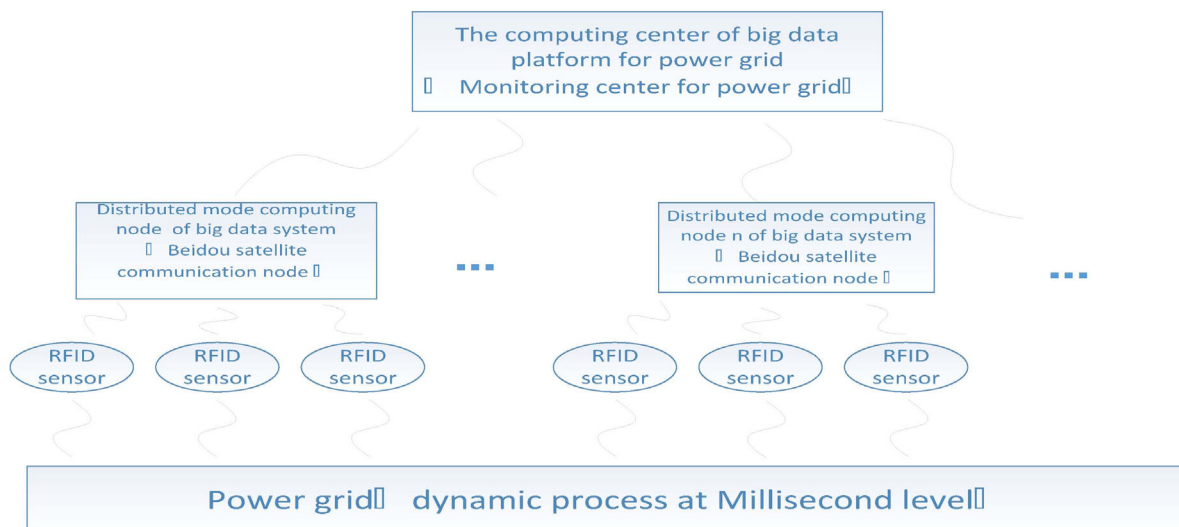 The computing center of big data
platform for power grid
▯ Monitoring center for power grid▯
Distributed mode computing
node of big data system
▯ Beidou satellite
communication node ▯
Distributed mode computing
node n of big data system
▯ Beidou satellite
communication node ▯
...
...
RFID
sensor
RFID
sensor
RFID
sensor
RFID
sensor
RFID
sensor
RFID
sensor
Power grid▯ dynamic process at Millisecond level▯